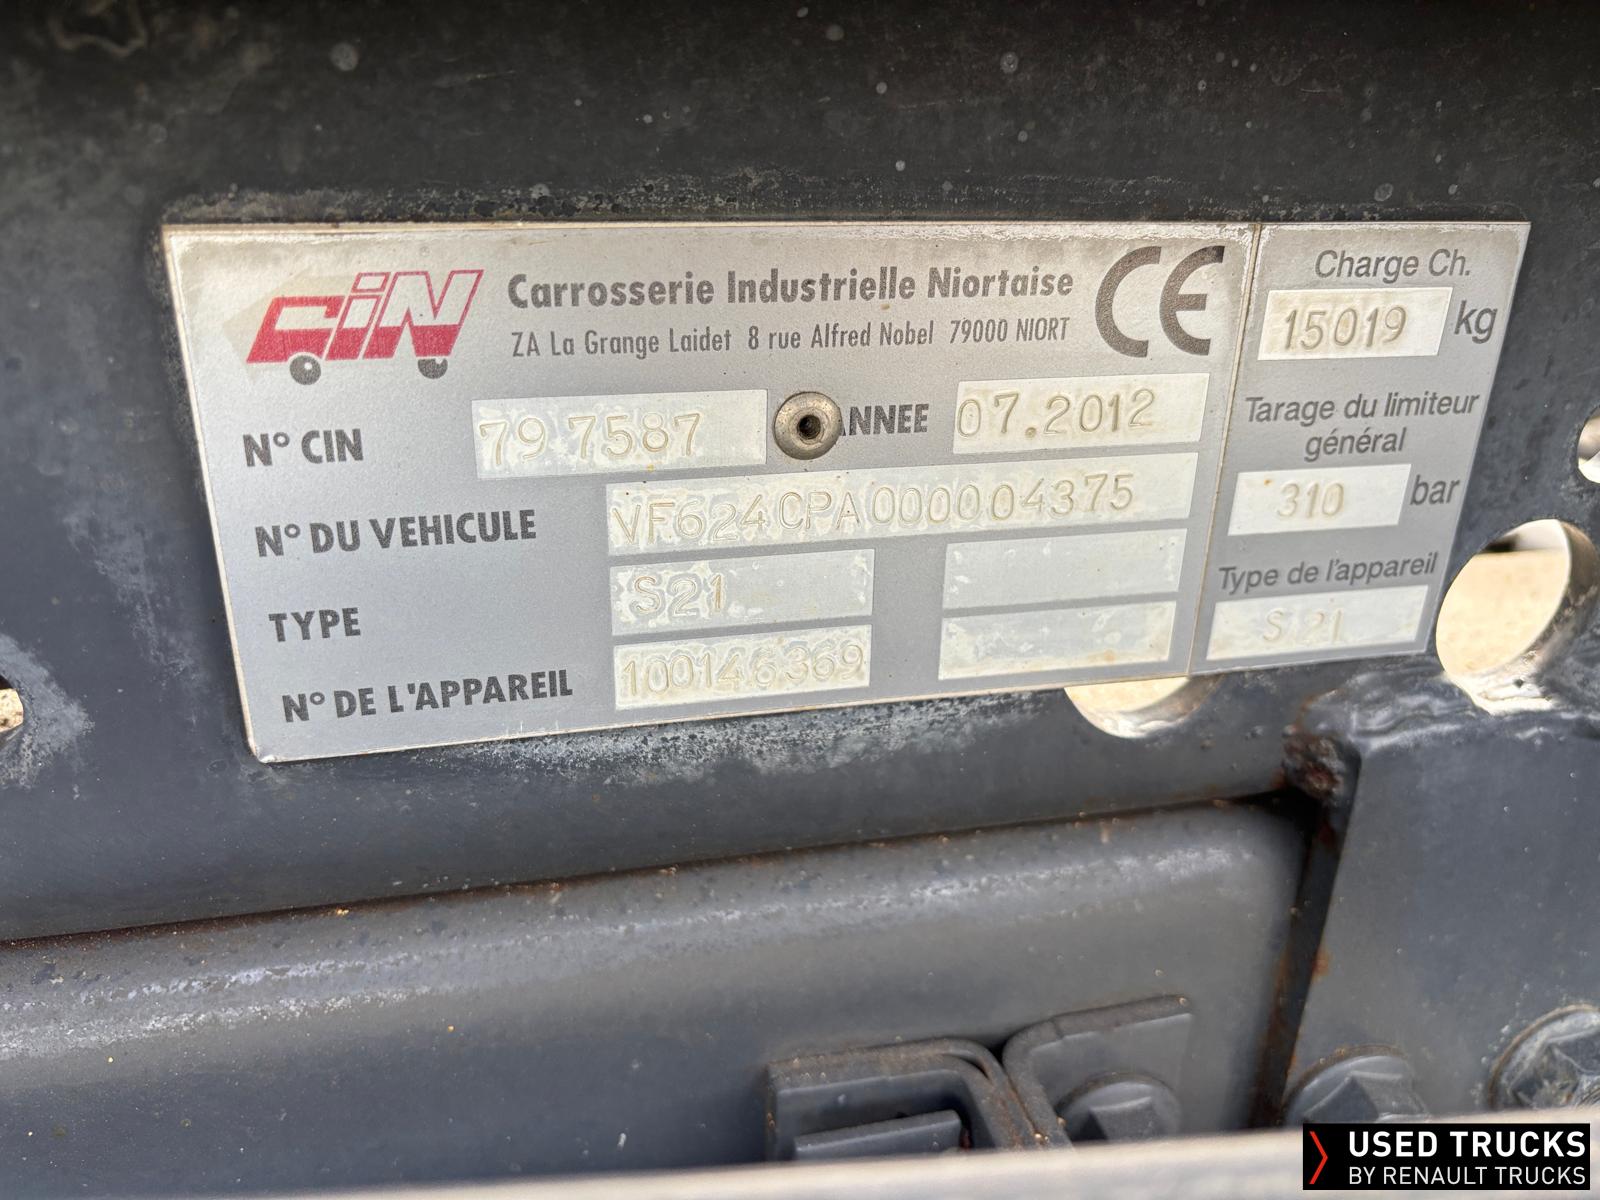 CIN
Carrosserie Industrielle Niortaise
ZA La Grange Laidet 8 rue Alfred Nobel 79000 NIORT
CE
N° CIN 79 7587 ANNEE 07.2012
N° DU VEHICULE VF624CPA000004375
TYPE S21
N° DE L'APPAREIL 100146369
Charge Ch.
15019 kg
Tarage du limiteur
général
310 bar
Type de l'appareil
S 21
USED TRUCKS
BY RENAULT TRUCKS